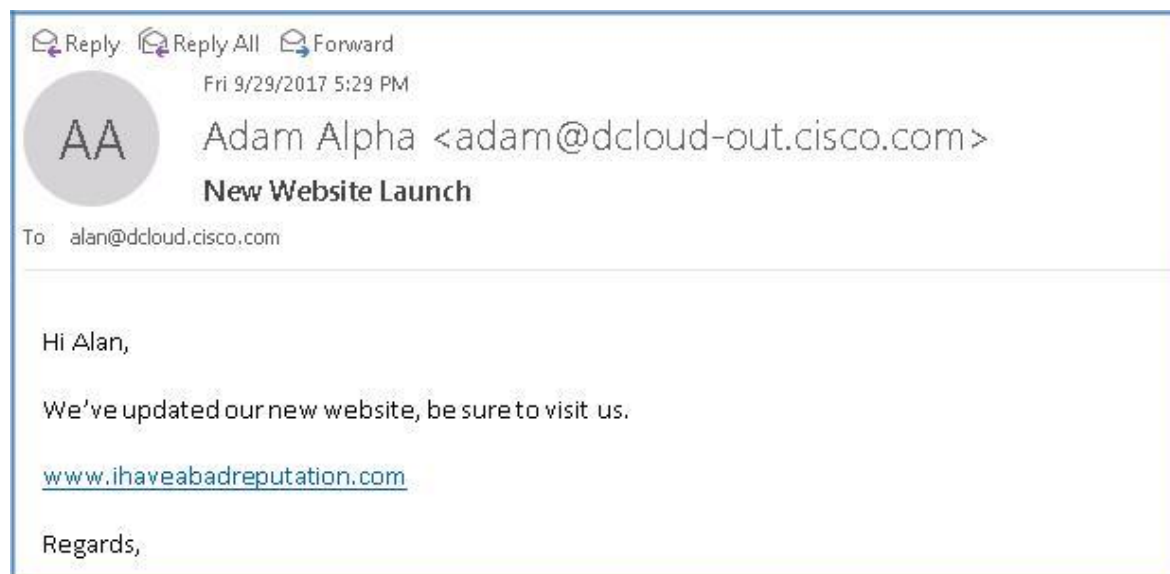 Reply Reply All Forward
Fri 9/29/2017 5:29 PM
AA
Adam Alpha <adam@dcloud-out.cisco.com>
New Website Launch
To alan@dcloud.cisco.com
Hi Alan,
We've updated our new website, be sure to visit us.
www.ihaveabadreputation.com
Regards,